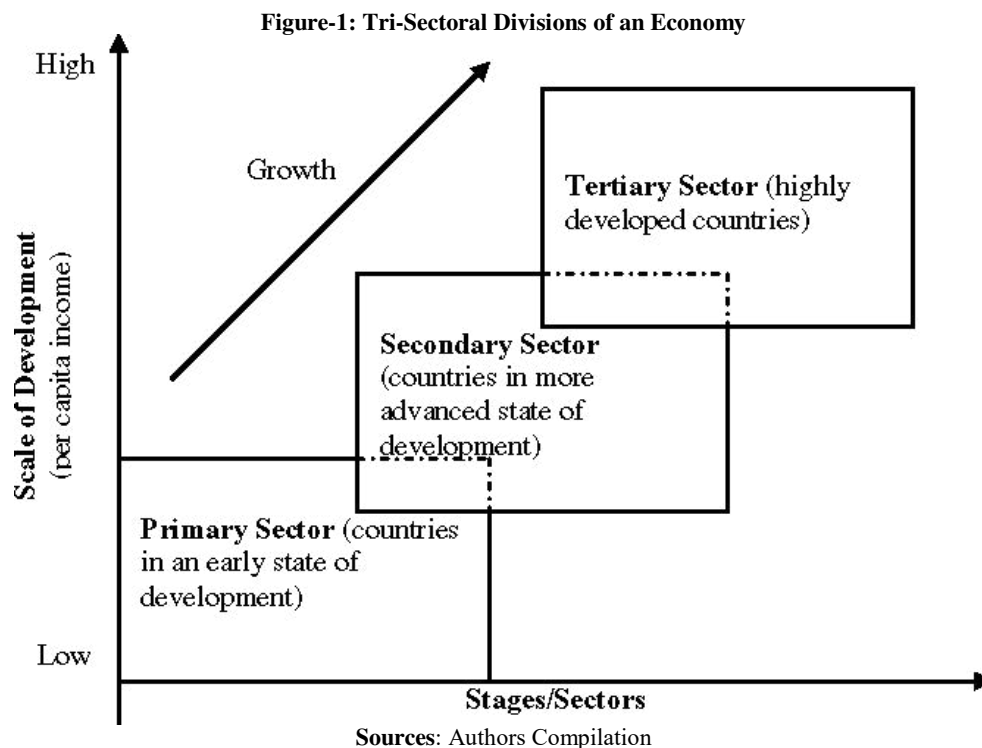 Figure-1: Tri-Sectoral Divisions of an Economy
High
Growth
Tertiary Sector (highly
developed countries)
Scale of Development
(per capita income)
Secondary Sector
(countries in more
advanced state of
development)
Primary Sector (countries
in an early state of
development)
Low
Stages/Sectors
Sources: Authors Compilation